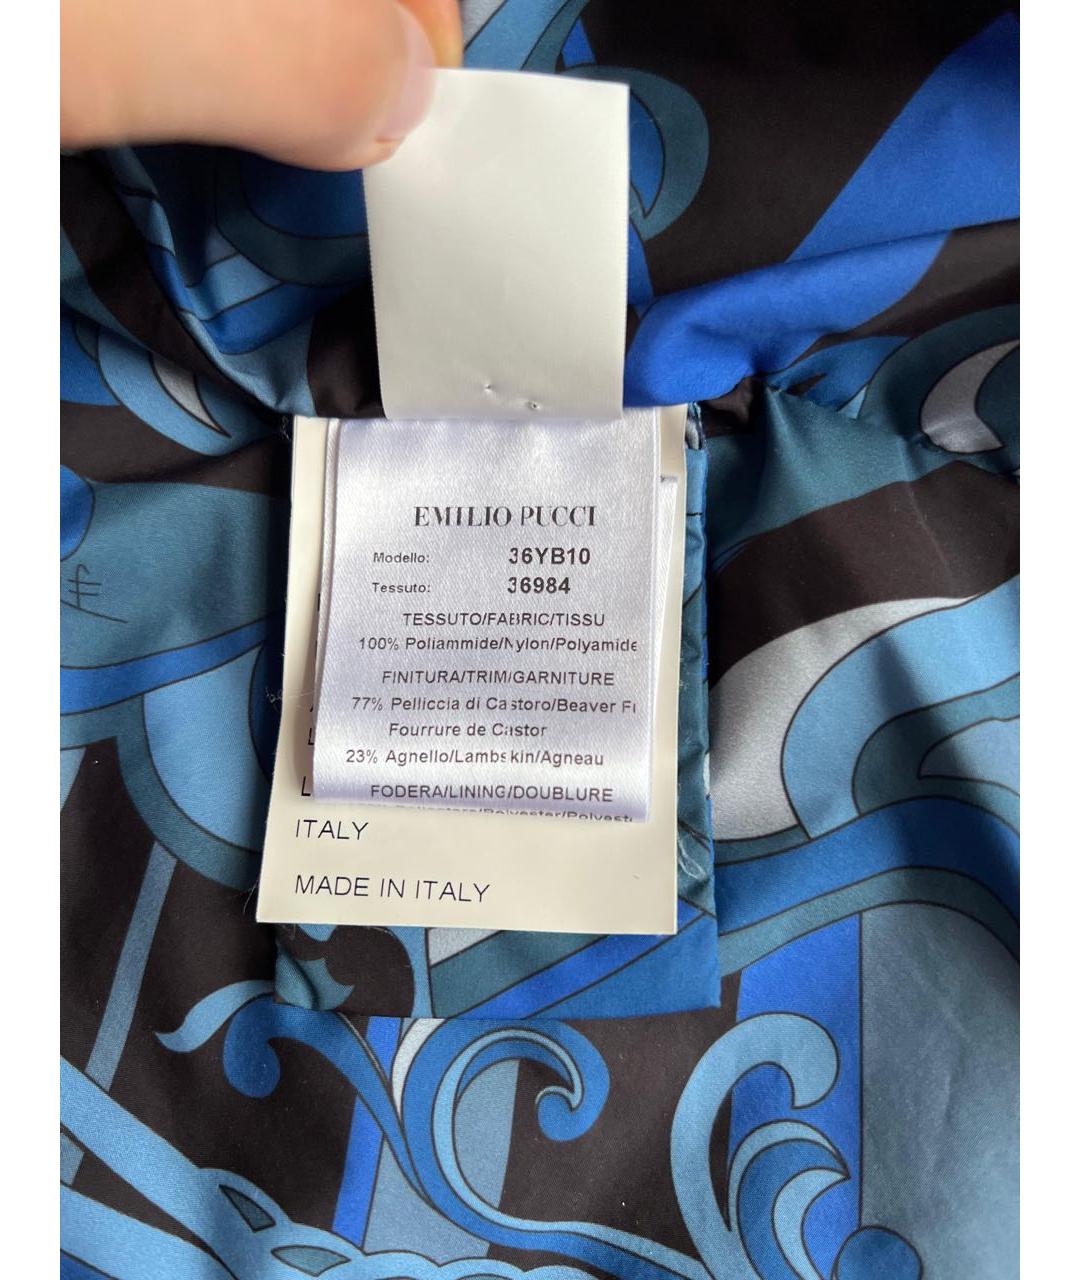 EMILIO PUCCI
Modello: 36YB10
Tessuto: 36984
TESSUTO/FABRIC/TISSU
100% Poliammide/Nylon/Polyamide
FINITURA/TRIM/GARNITURE
77% Pelliccia di Castoro/Beaver
Fourrure de Castor
23% Agnello/Lambskin/Agneau
FODERA/LINING/DOUBLURE
ITALY
MADE IN ITALY